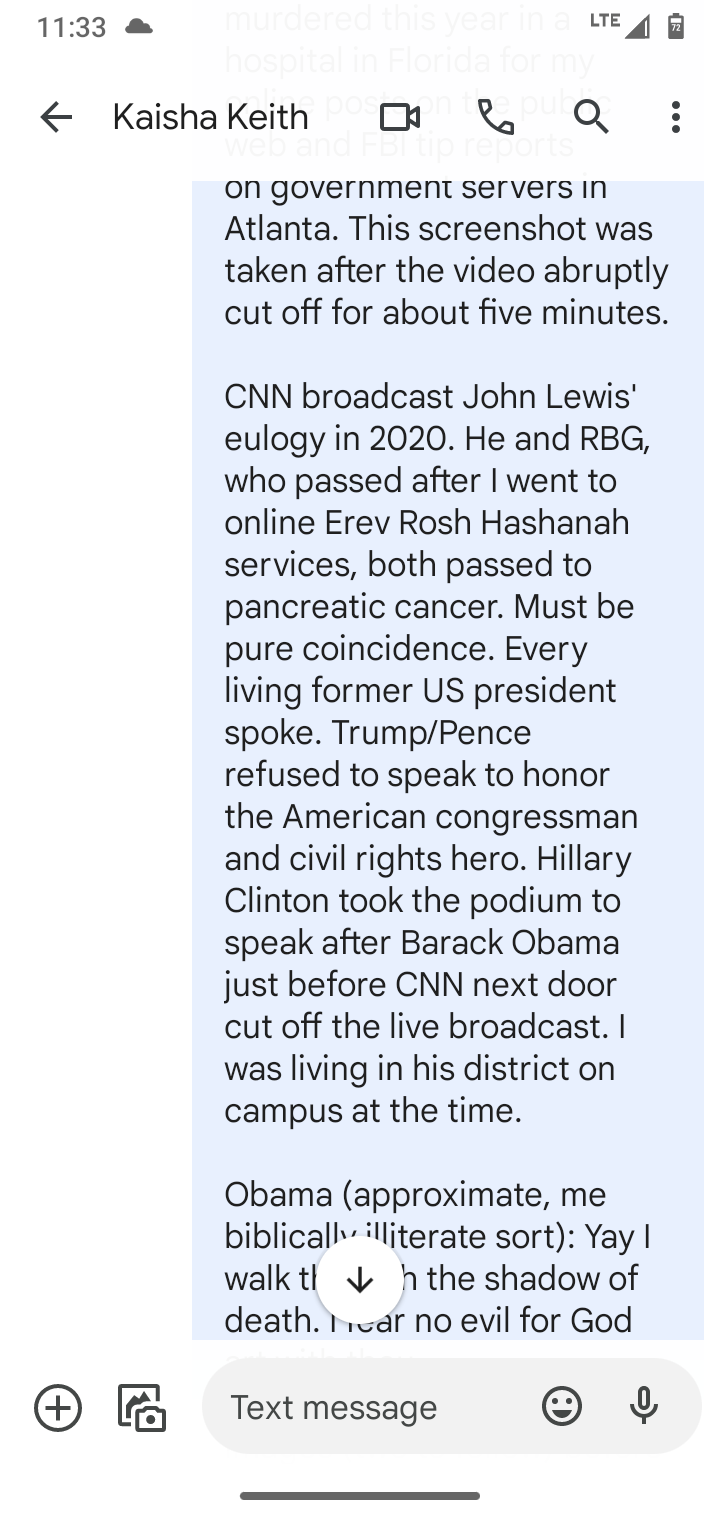 11:33 LTE 72
murdered this year in a
hospital in Florida for my
Kaisha Keith
online posts on the public
web and FBI tip reports
on government servers in
Atlanta. This screenshot was
taken after the video abruptly
cut off for about five minutes.
CNN broadcast John Lewis'
eulogy in 2020. He and RBG,
who passed after I went to
online Erev Rosh Hashanah
services, both passed to
pancreatic cancer. Must be
pure coincidence. Every
living former US president
spoke. Trump/Pence
refused to speak to honor
the American congressman
and civil rights hero. Hillary
Clinton took the podium to
speak after Barack Obama
just before CNN next door
cut off the live broadcast. I
was living in his district on
campus at the time.
Obama (approximate, me
biblically illiterate sort): Yay I
walk the shadow of
death. I fear no evil for God
Text message